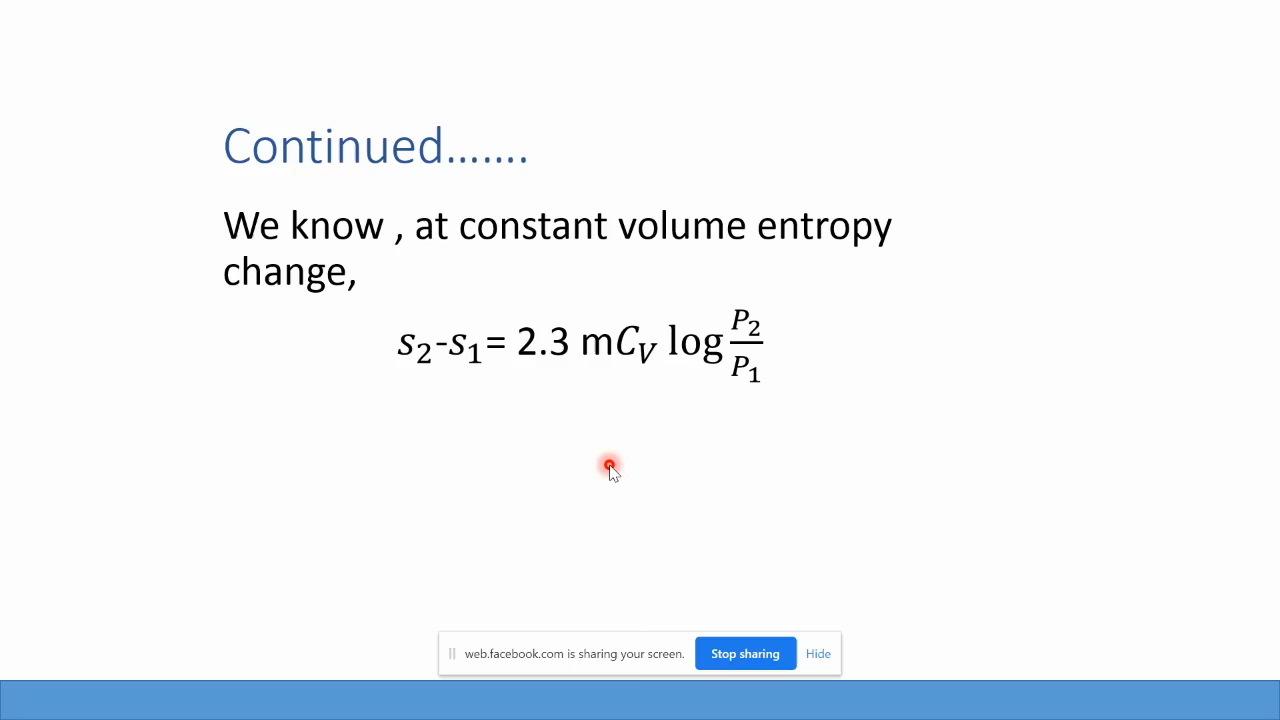 Continued.......
We know , at constant volume entropy
change,
𝑠₂-𝑠₁= 2.3 m𝐶_𝑉 log 𝑃₂/𝑃₁
web.facebook.com is sharing your screen. Stop sharing Hide